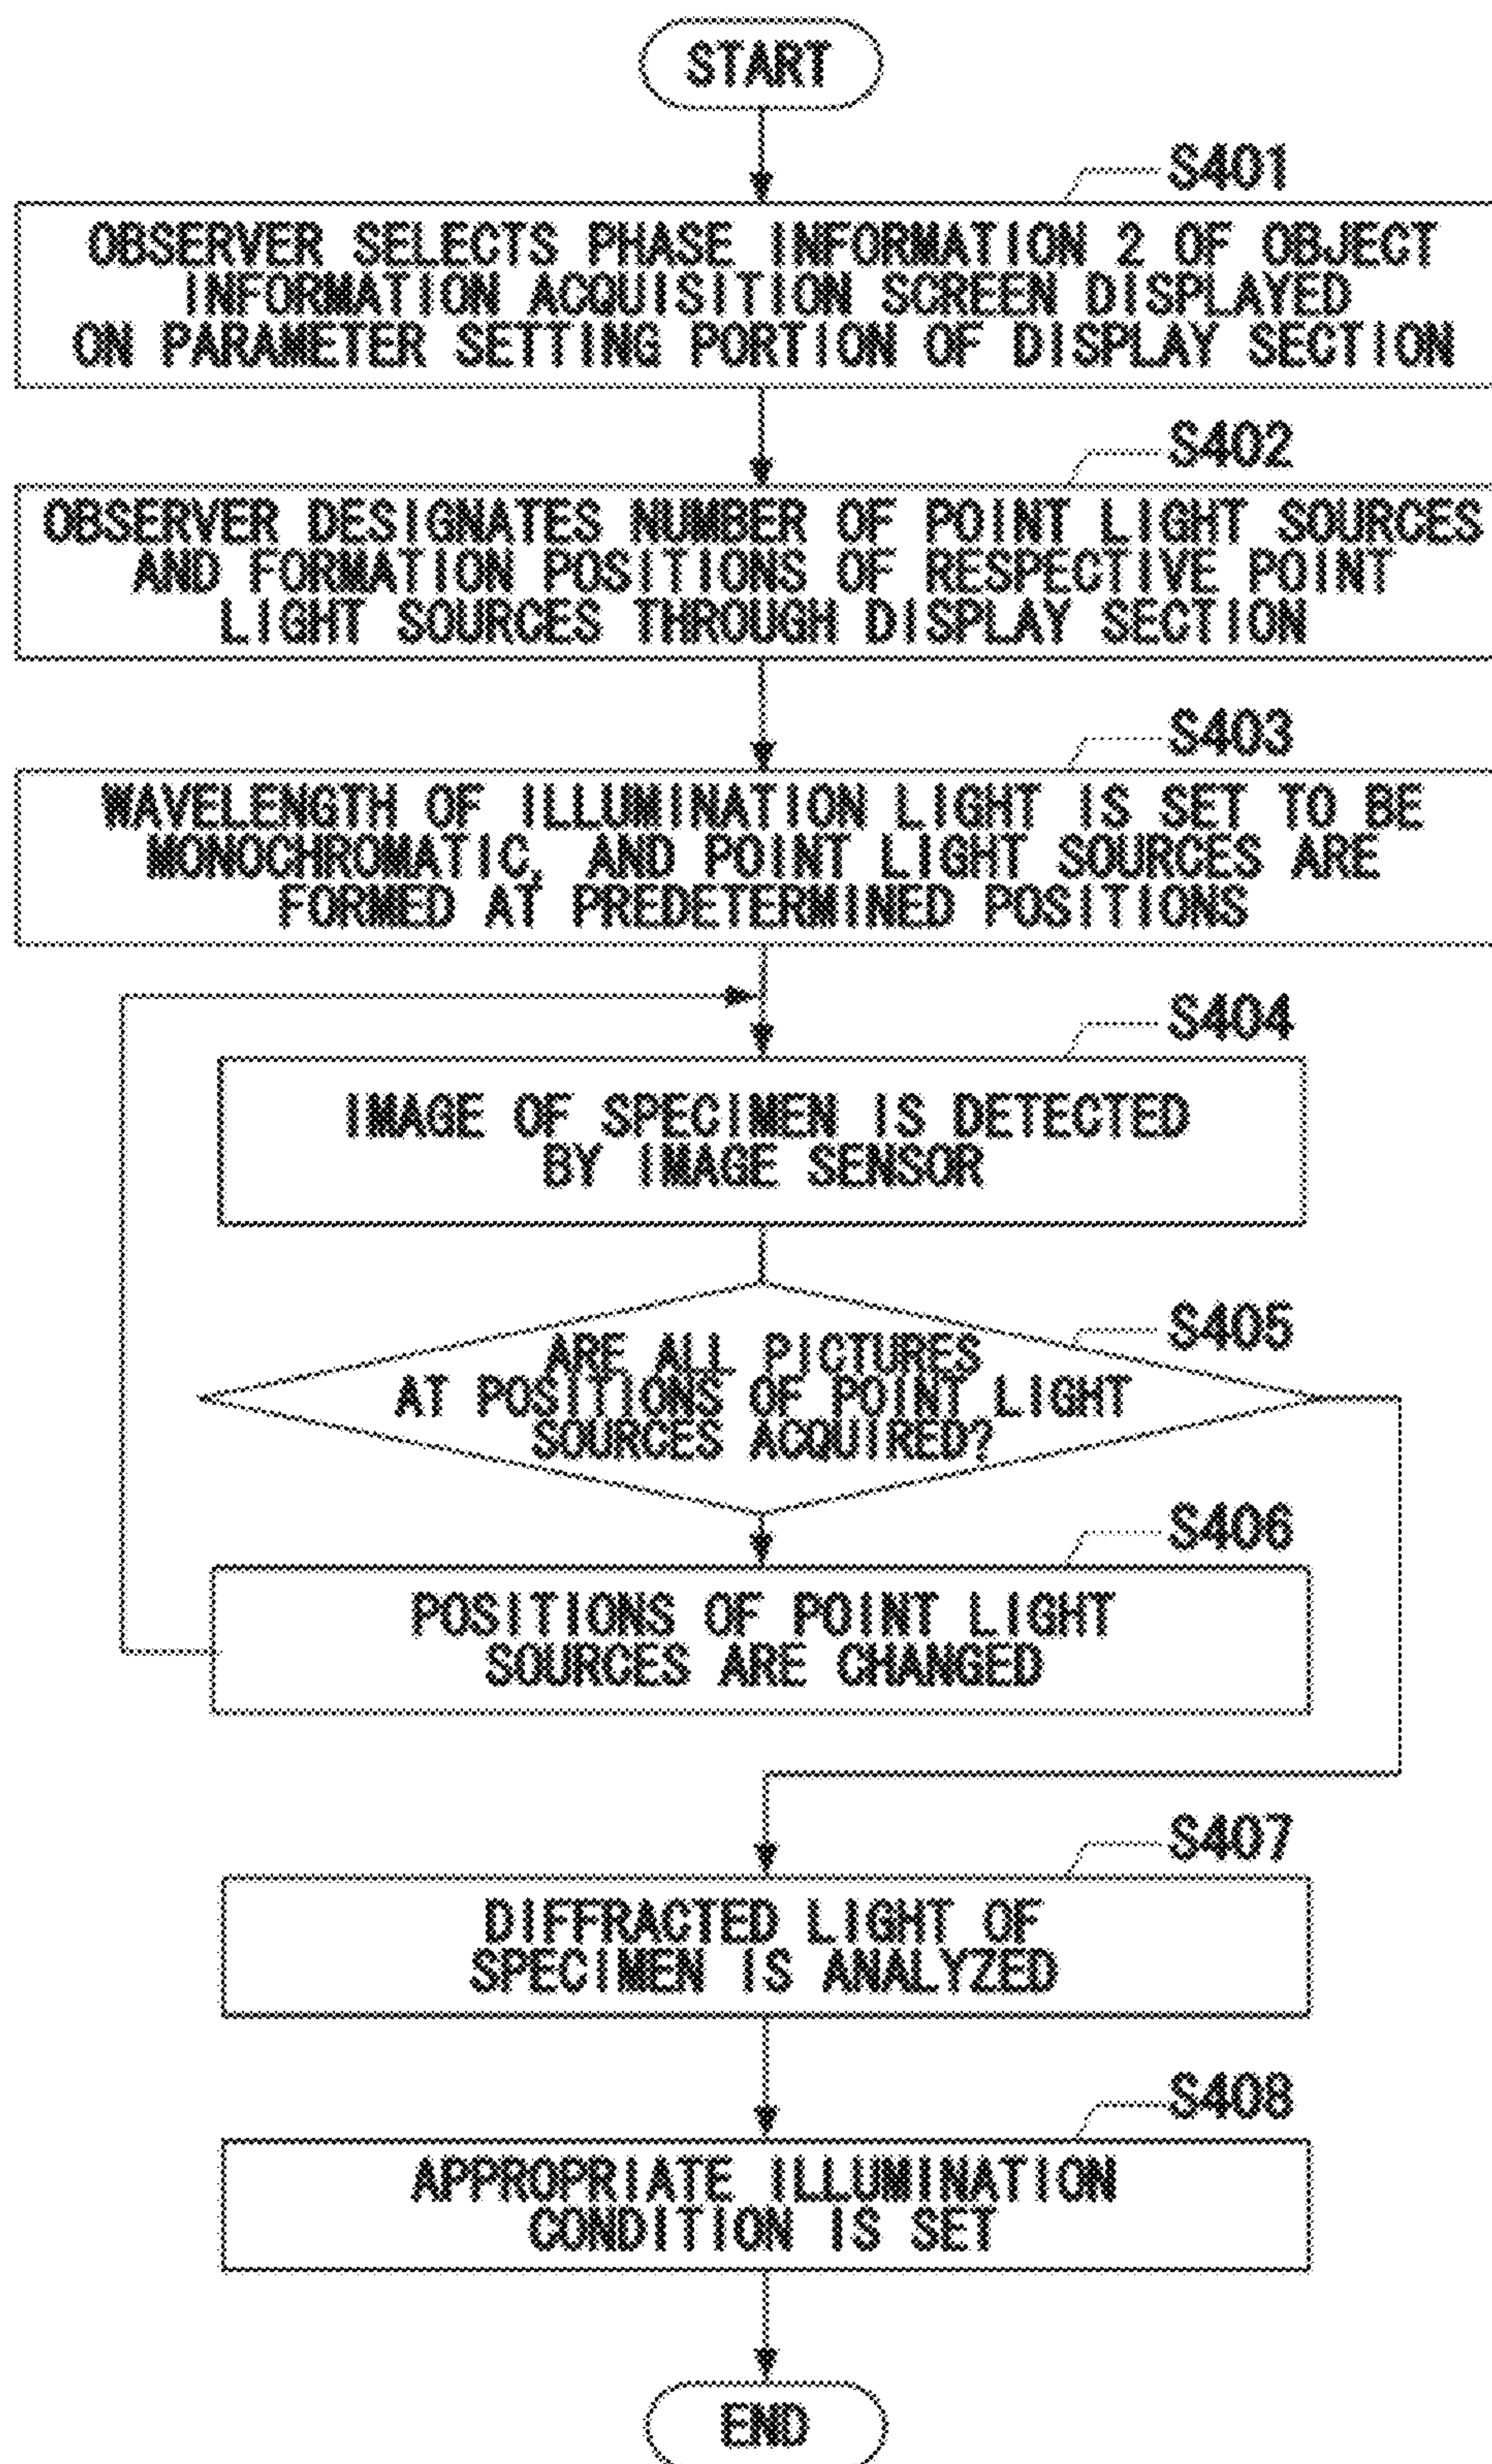 START
S401
OBSERVER SELECTS PHASE INFORMATION 2 OF OBJECT
INFORMATION ACQUISITION SCREEN DISPLAYED
ON PARAMETER SETTING PORTION OF DISPLAY SECTION
S402
OBSERVER DESIGNATES NUMBER OF POINT LIGHT SOURCES
AND FORMATION POSITIONS OF RESPECTIVE POINT
LIGHT SOURCES THROUGH DISPLAY SECTION
S403
WAVELENGTH OF ILLUMINATION LIGHT IS SET TO BE
MONOCHROMATIC, AND POINT LIGHT SOURCES ARE
FORMED AT PREDETERMINED POSITIONS
S404
IMAGE OF SPECIMEN IS DETECTED
BY IMAGE SENSOR
S405
ARE ALL PICTURES
AT POSITIONS OF POINT LIGHT
SOURCES ACQUIRED?
S406
POSITIONS OF POINT LIGHT
SOURCES ARE CHANGED
S407
DIFFRACTED LIGHT OF
SPECIMEN IS ANALYZED
S408
APPROPRIATE ILLUMINATION
CONDITION IS SET
END